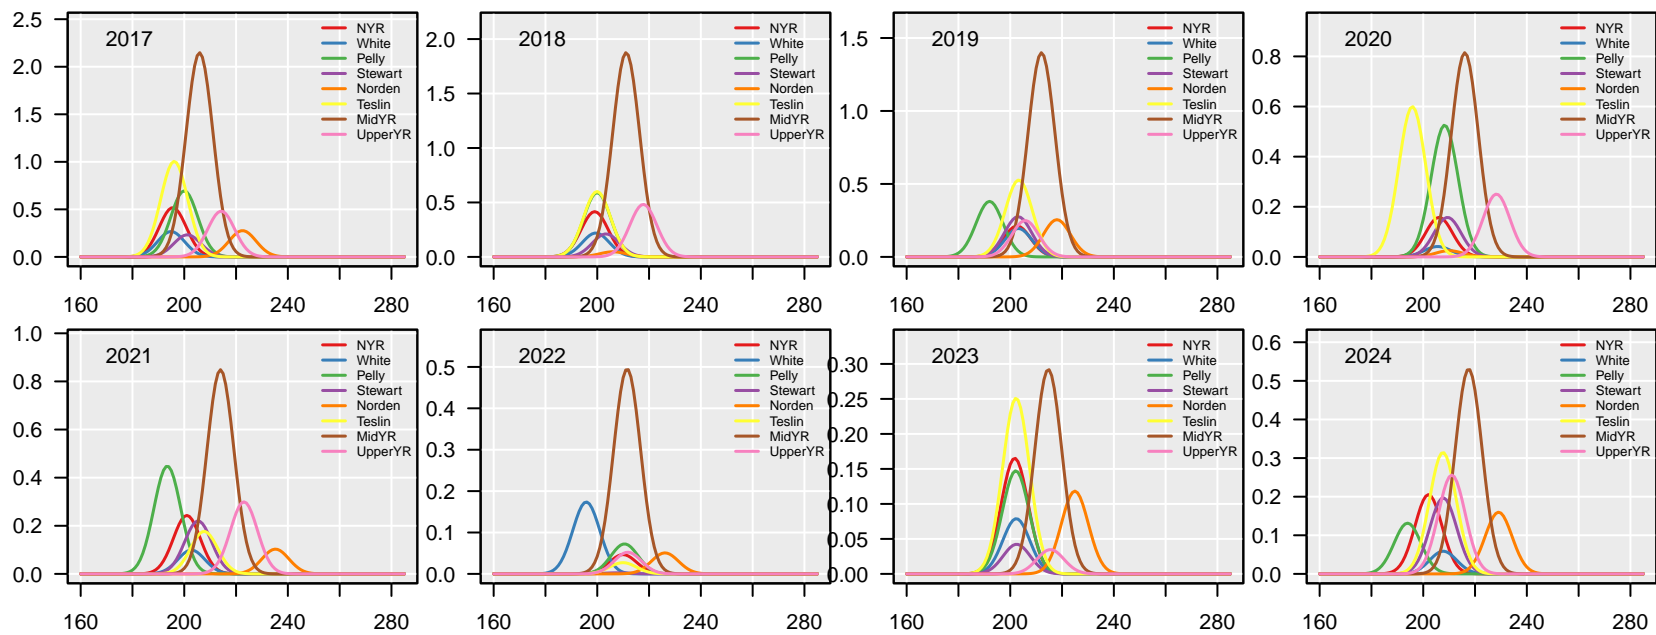 2017
NYR
White
Pelly
Stewart
Norden
Teslin
MidYR
UpperYR
2.5
2.0
1.5
1.0
0.5
0.0
160 200 240 280
2018
NYR
White
Pelly
Stewart
Norden
Teslin
MidYR
UpperYR
2.0
1.5
1.0
0.5
0.0
160 200 240 280
2019
NYR
White
Pelly
Stewart
Norden
Teslin
MidYR
UpperYR
1.5
1.0
0.5
0.0
160 200 240 280
2020
NYR
White
Pelly
Stewart
Norden
Teslin
MidYR
UpperYR
0.8
0.6
0.4
0.2
0.0
160 200 240 280
2021
NYR
White
Pelly
Stewart
Norden
Teslin
MidYR
UpperYR
1.0
0.8
0.6
0.4
0.2
0.0
160 200 240 280
2022
NYR
White
Pelly
Stewart
Norden
Teslin
MidYR
UpperYR
0.5
0.4
0.3
0.2
0.1
0.0
160 200 240 280
2023
NYR
White
Pelly
Stewart
Norden
Teslin
MidYR
UpperYR
0.30
0.25
0.20
0.15
0.10
0.05
0.00
160 200 240 280
2024
NYR
White
Pelly
Stewart
Norden
Teslin
MidYR
UpperYR
0.6
0.5
0.4
0.3
0.2
0.1
0.0
160 200 240 280